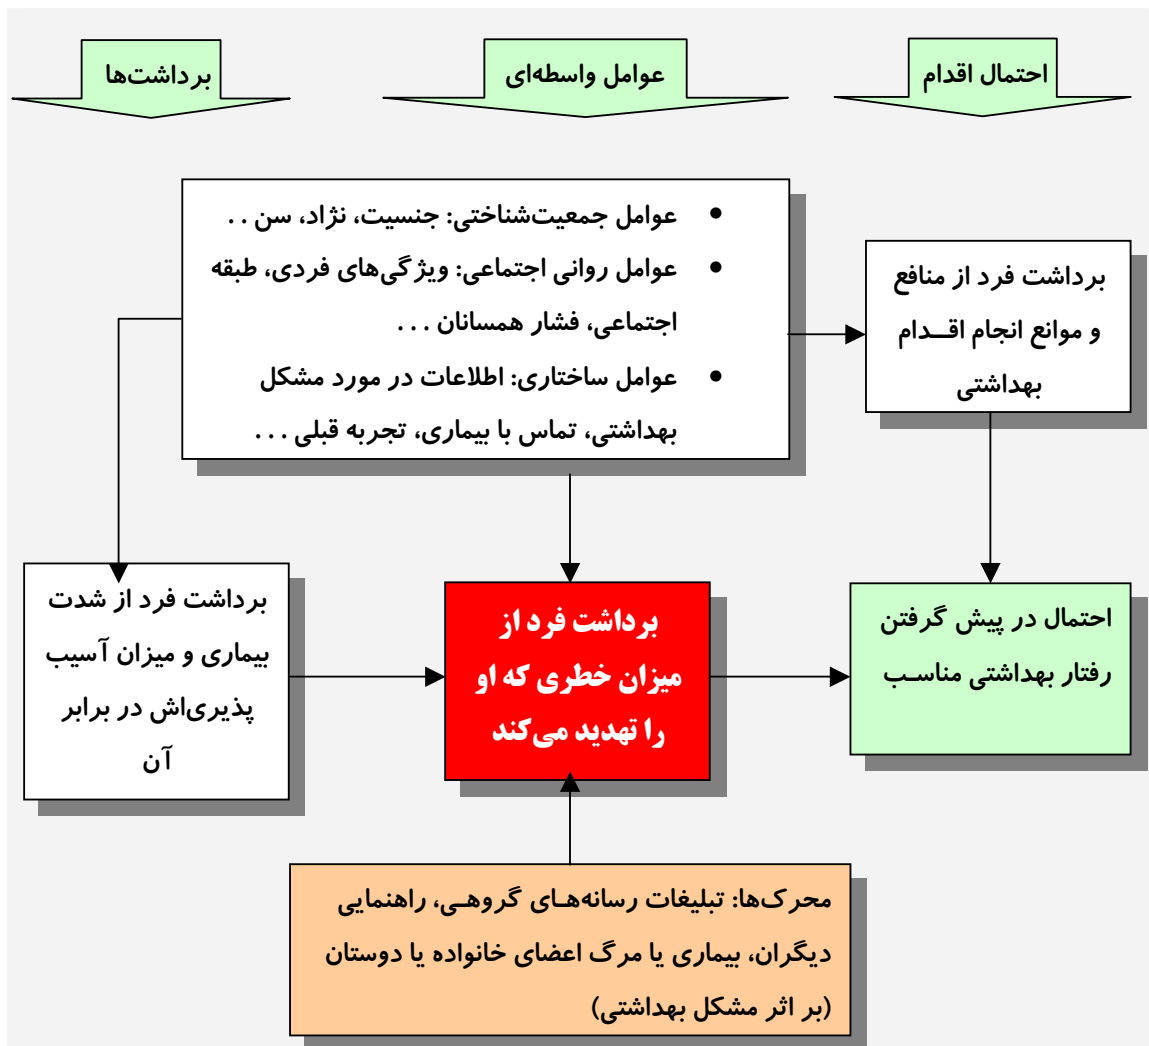 احتمال اقدام
عوامل واسطه‌ای
برداشت‌ها
• عوامل جمعیت‌شناختی: جنسیت، نژاد، سن . .
• عوامل روانی اجتماعی: ویژگی‌های فردی، طبقه
اجتماعی، فشار همسانان . . .
• عوامل ساختاری: اطلاعات در مورد مشکل
بهداشتی، تماس با بیماری، تجربه قبلی . . .
برداشت فرد از منافع
و موانع انجام اقــدام
بهداشتی
احتمال در پیش گرفتن
رفتار بهداشتی مناسـب
برداشت فرد از
میزان خطری که او
را تهدید می‌کند
برداشت فرد از شدت
بیماری و میزان آسیب
پذیری‌اش در برابر
آن
محرک‌ها: تبلیغات رسانه‌هـای گروهـی، راهنمایی
دیگران، بیماری یا مرگ اعضای خانواده یا دوستان
(بر اثر مشکل بهداشتی)